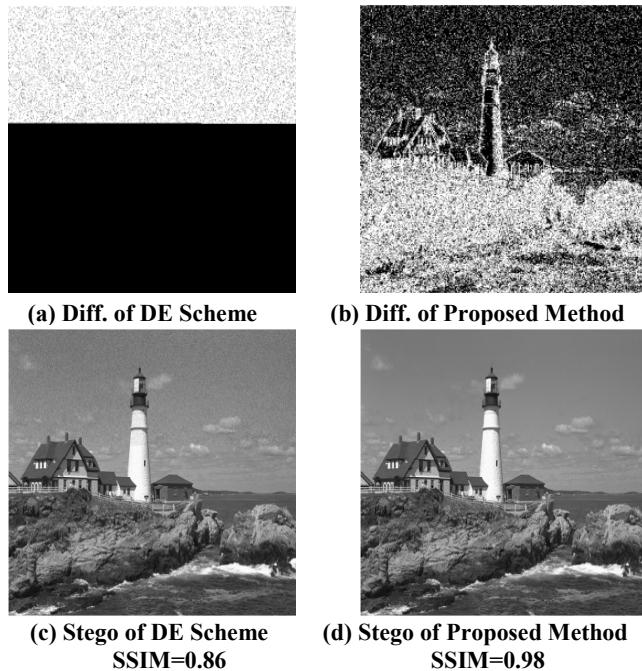 (a) Diff. of DE Scheme
(b) Diff. of Proposed Method
(c) Stego of DE Scheme
SSIM=0.86
(d) Stego of Proposed Method
SSIM=0.98